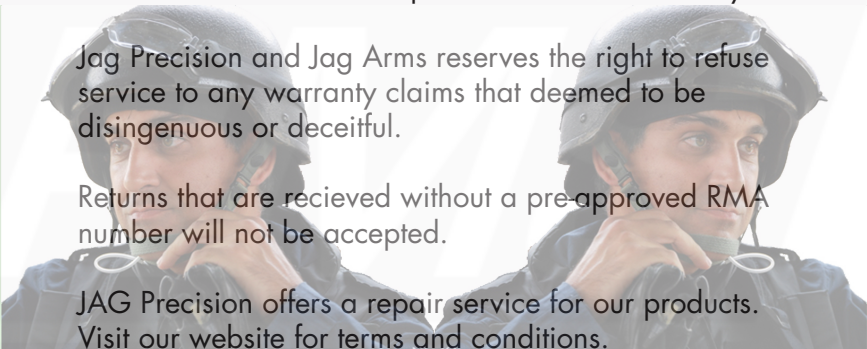 Jag Precision and Jag Arms reserves the right to refuse
service to any warranty claims that deemed to be
disingenuous or deceitful.
Returns that are recieved without a pre-approved RMA
number will not be accepted.
JAG Precision offers a repair service for our products.
Visit our website for terms and conditions.